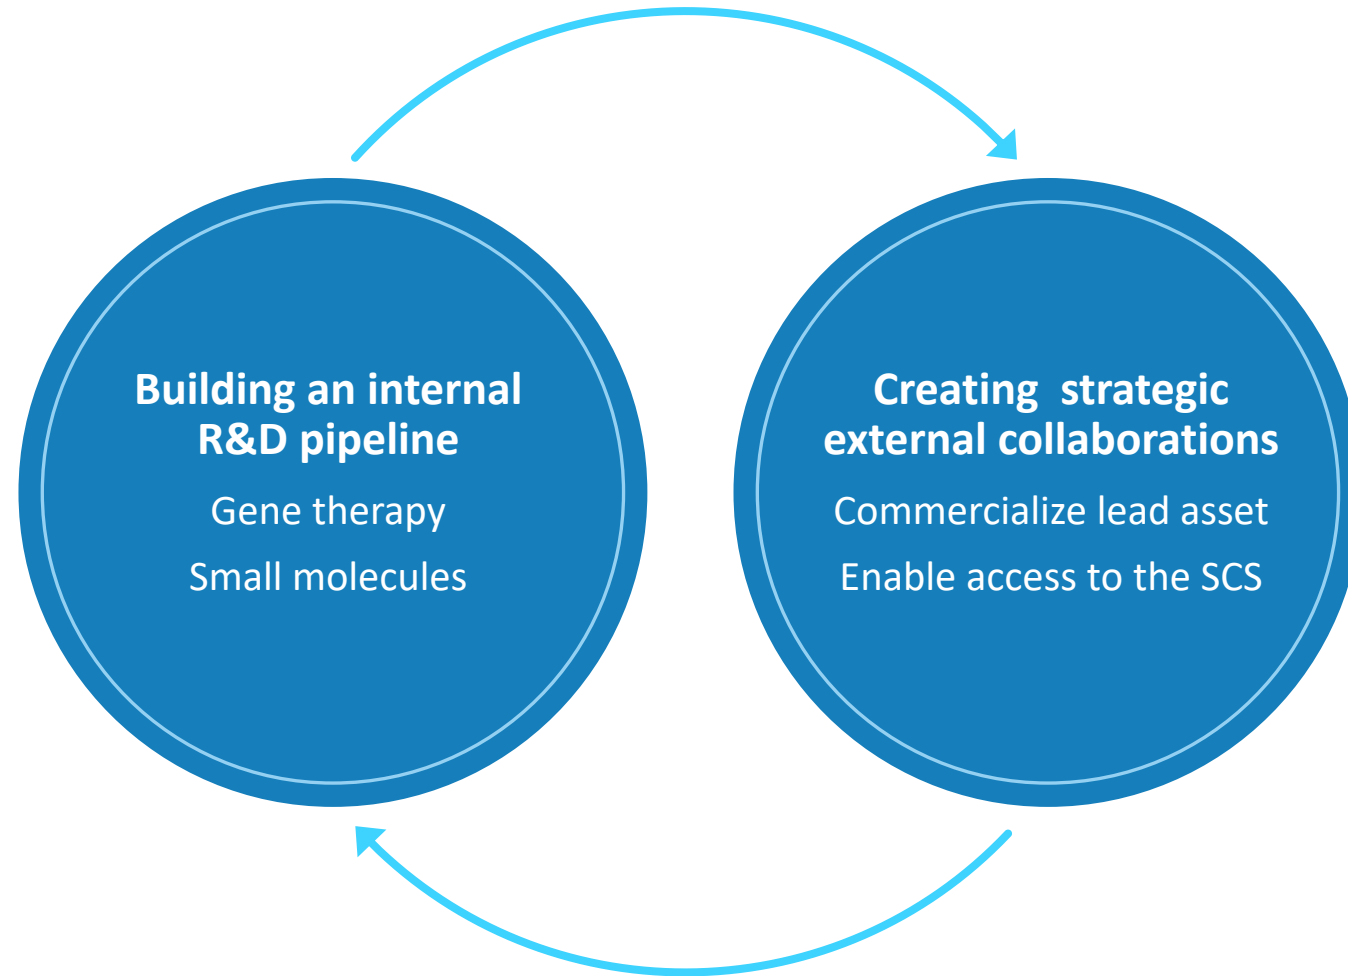 Building an internal
R&D pipeline
Gene therapy
Small molecules
Creating  strategic
external collaborations
Commercialize lead asset
Enable access to the SCS